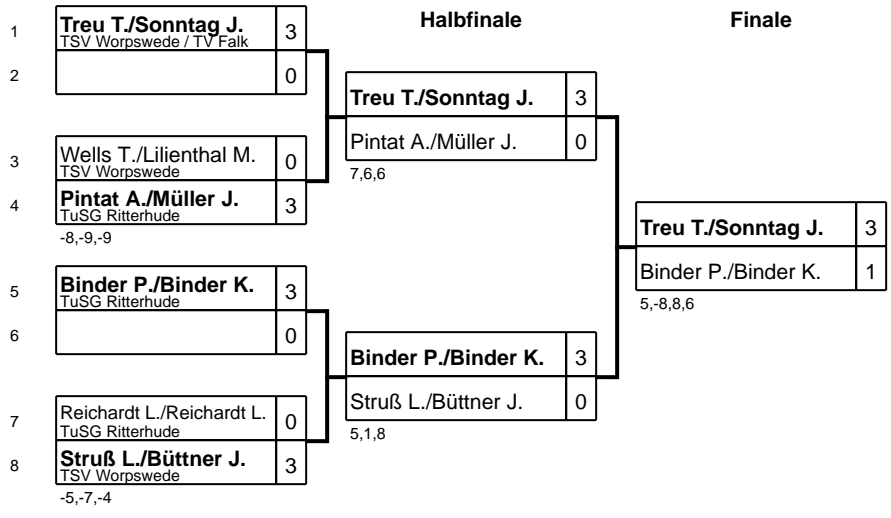 Halbfinale
Finale
1
Treu T./Sonntag J.
3
TSV Worpswede / TV Falk
2
0
3
Wells T./Lilienthal M.
0
TSV Worpswede
4
Pintat A./Müller J.
3
TuSG Ritterhude
-8,-9,-9
5
Binder P./Binder K.
3
TuSG Ritterhude
6
0
7
Reichardt L./Reichardt L.
0
TuSG Ritterhude
8
Struß L./Büttner J.
3
TSV Worpswede
-5,-7,-4
Treu T./Sonntag J.
3
Pintat A./Müller J.
0
7,6,6
Binder P./Binder K.
3
Struß L./Büttner J.
0
5,1,8
Treu T./Sonntag J.
3
Binder P./Binder K.
1
5,-8,8,6